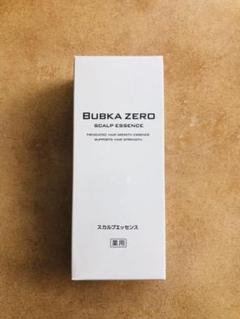 BUBKA ZERO
SCALP ESSENCE
MEDICATED HAIR GROWTH ESSENCE
SUPPORTS HAIR STRENGTH
スカルプエッセンス
薬用